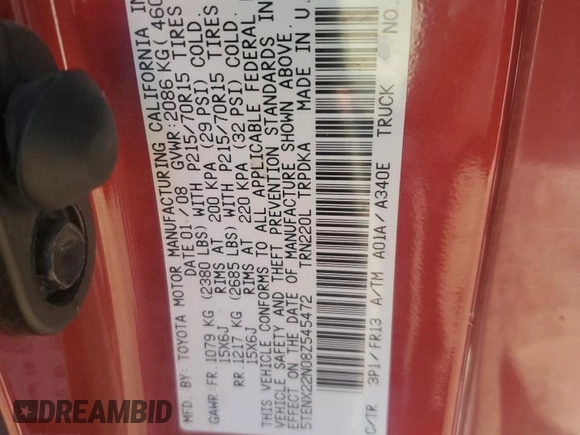 MFD. BY: TOYOTA MOTOR MANUFACTURING CALIFORNIA IN
DATE 01 / 08 GVWR: 2086 KG( 460
GAWR FR. 1079 KG (2380 LBS) WITH P215/70R15 TIRES
15X6J RIMS AT 200 KPA (29 PSI) COLD.
RR. 1217 KG (2685 LBS) WITH P215/70R15 TIRES
15X6J RIMS AT 220 KPA (32 PSI) COLD.
THIS VEHICLE CONFORMS TO ALL APPLICABLE FEDERAL
VEHICLE SAFETY AND THEFT PREVENTION STANDARDS IN
EFFECT ON THE DATE OF MANUFACTURE SHOWN ABOVE.
5TENX22N08Z545472 TRN220L TRPDKA MADE IN U.
TRUCK NO.
C/TR 3P1/ FR13 A/TM A01A/ A340E
DREAMBID